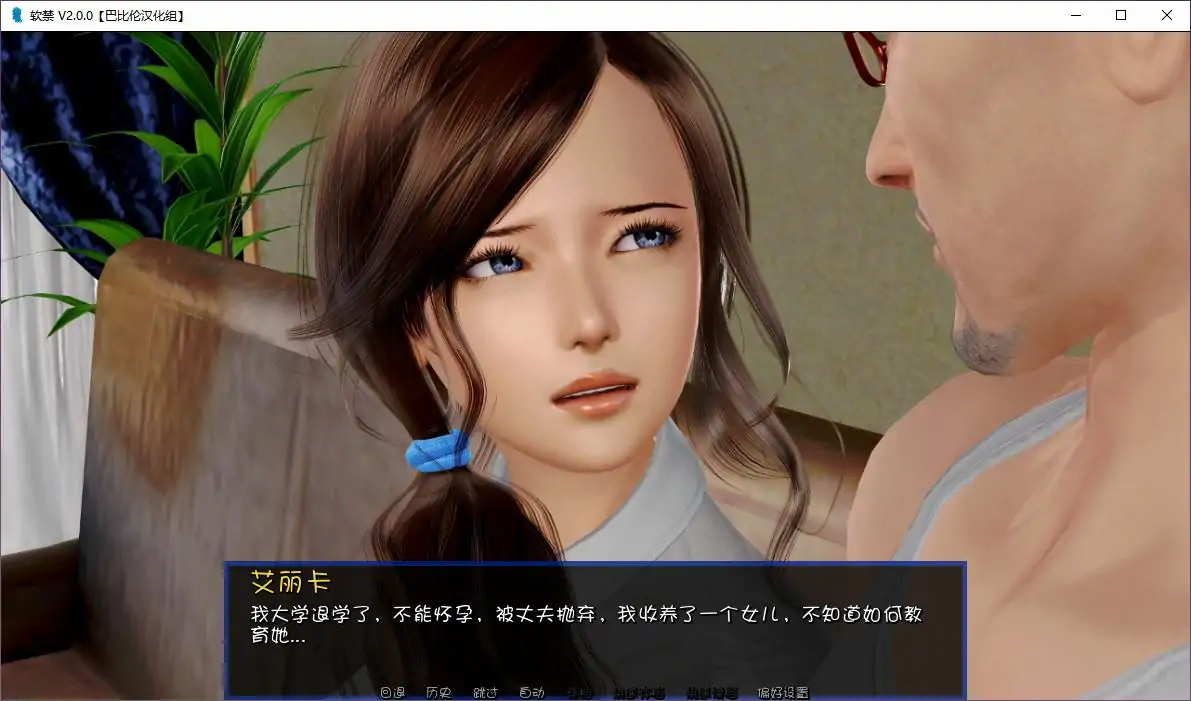 软禁 V2.0.0【巴比伦汉化组】
艾丽卡
我大学退学了，不能怀孕，被丈夫抛弃，我收养了一个女儿，不知道如何教
育她...
回退 历史 跳过 自动 偏好设置